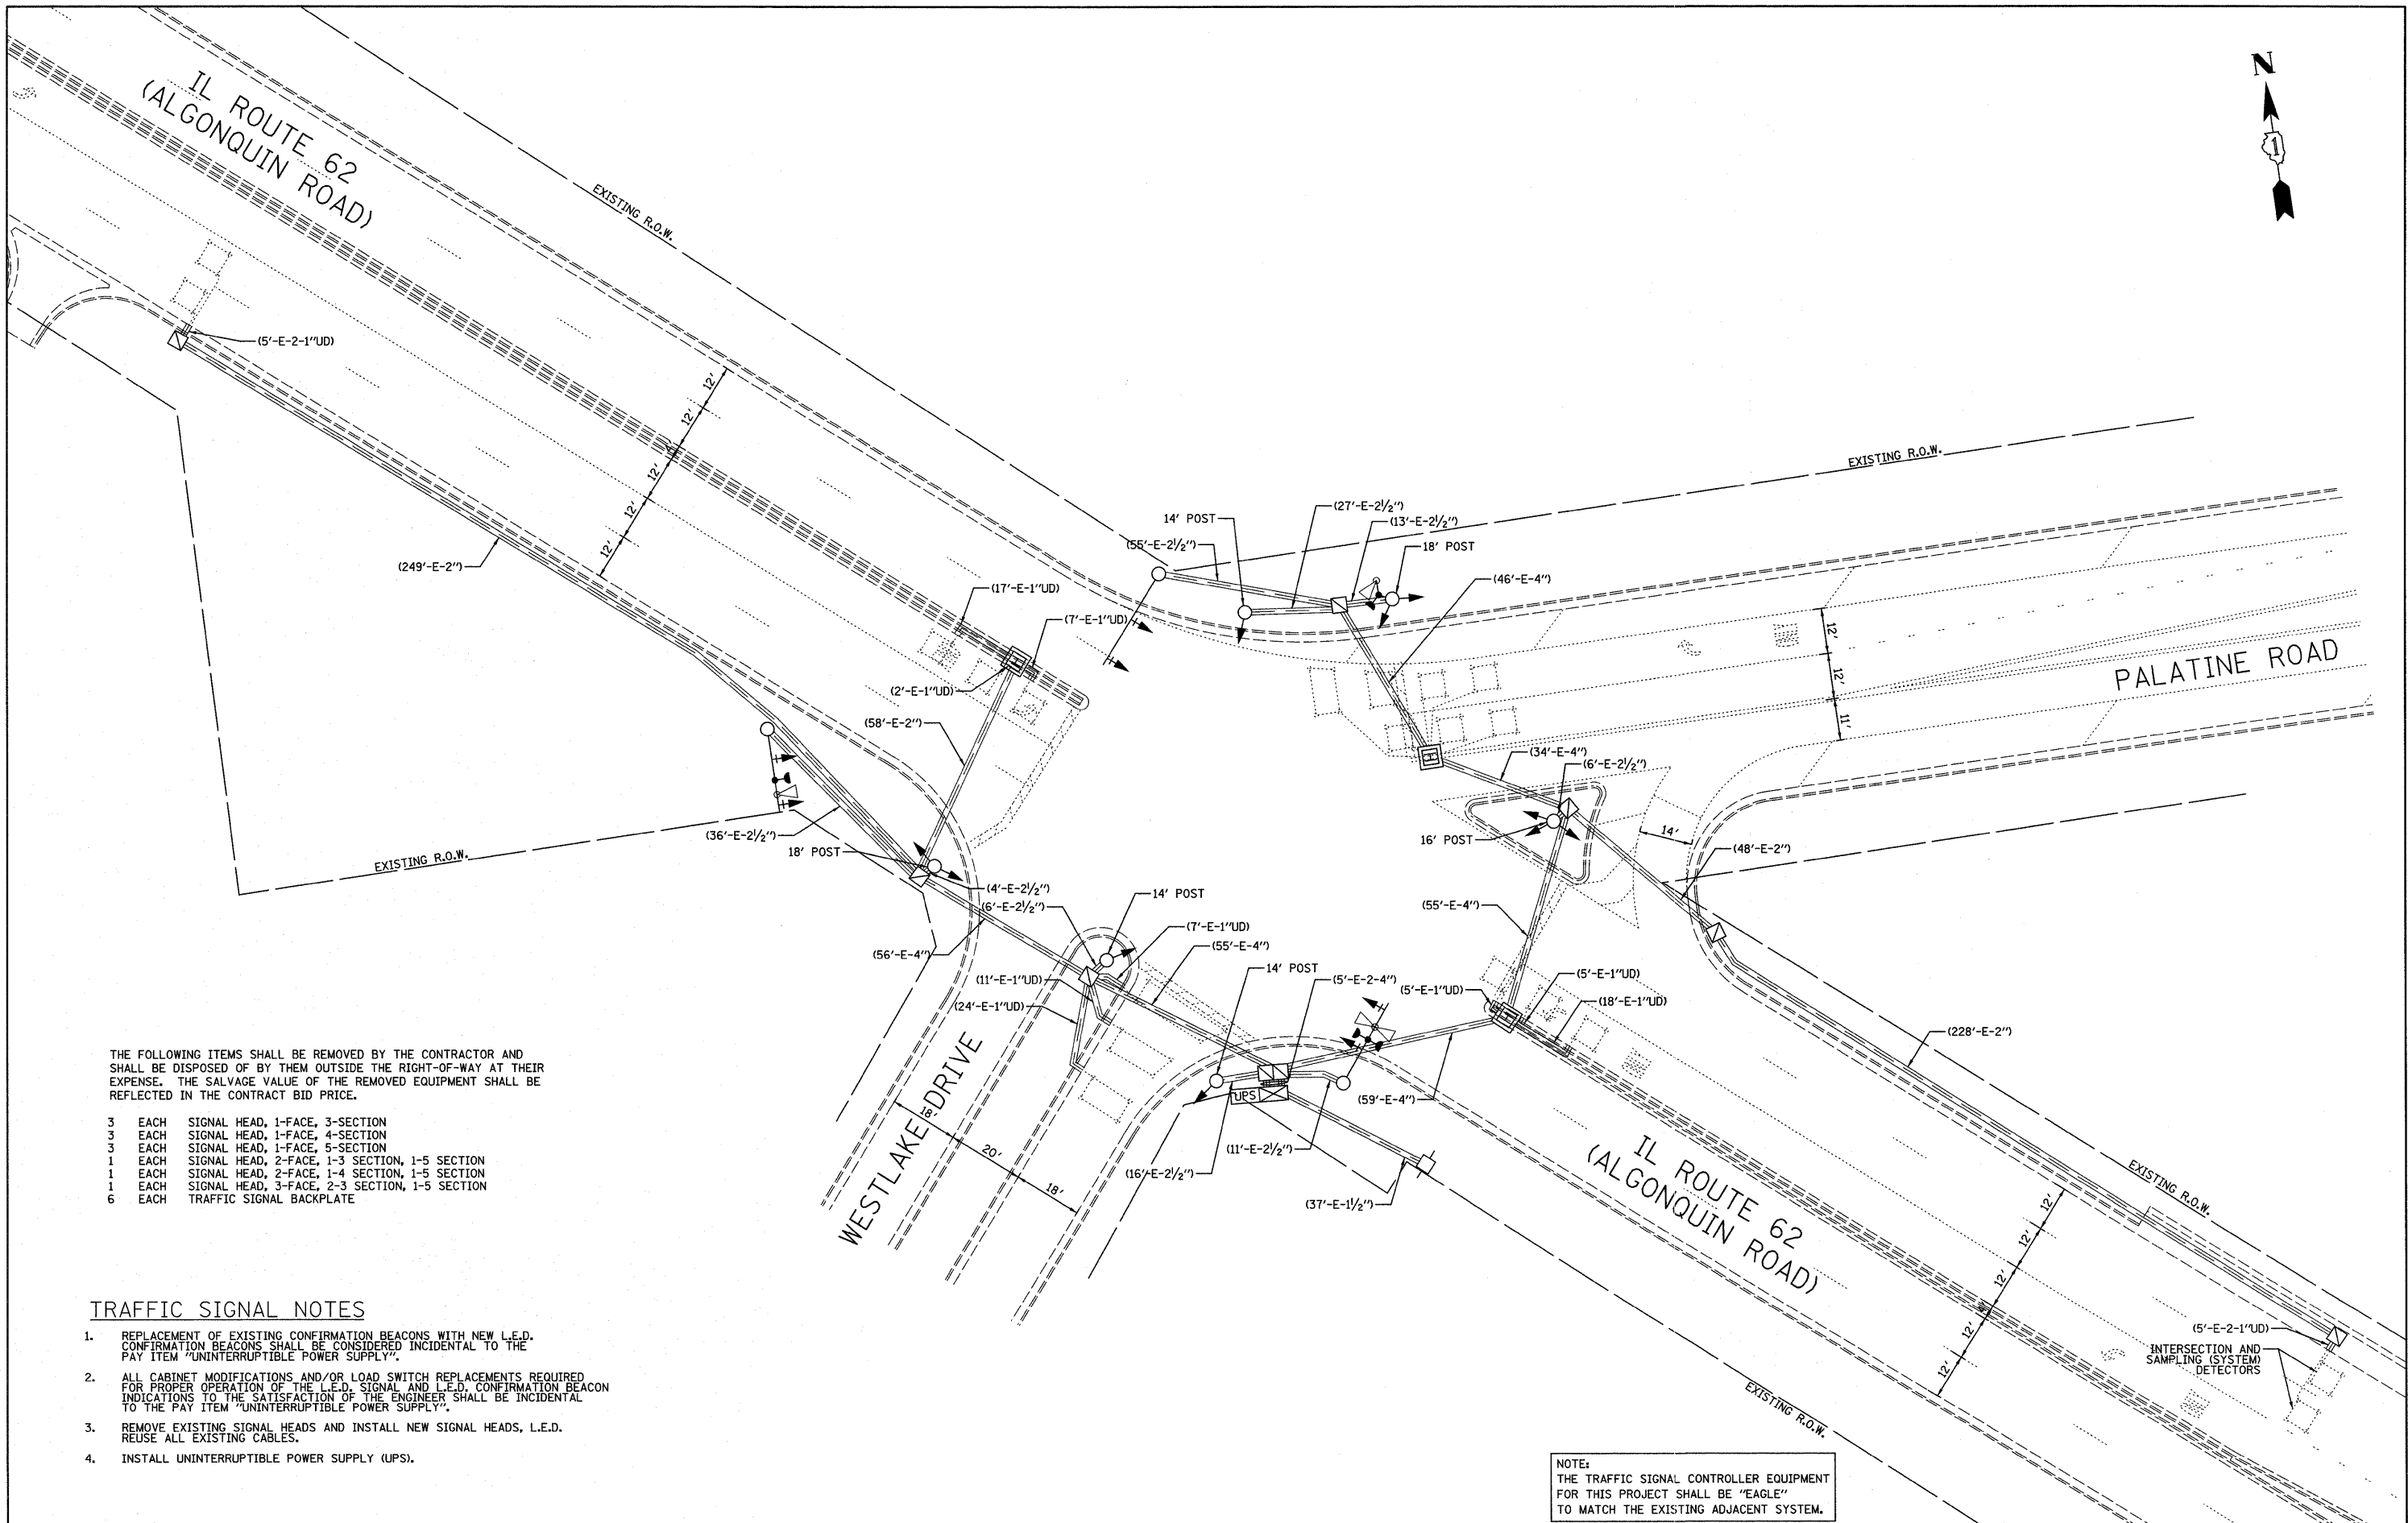 N
1
IL ROUTE 62
(ALGONQUIN ROAD)
EXISTING R.O.W.
(5'-E-2-1"UD)
12'
12'
4'
12'
12'
12'
(249'-E-2")
EXISTING R.O.W.
14' POST
(27'-E-2½")
(13'-E-2½")
(55'-E-2½")
18' POST
(46'-E-4")
(17'-E-1"UD)
(7'-E-1"UD)
H
(2'-E-1"UD)
(58'-E-2")
12'
12'
11'
PALATINE ROAD
H
(34'-E-4")
(6'-E-2½")
(36'-E-2½")
18' POST
16' POST
14'
(48'-E-2")
EXISTING R.O.W.
(4'-E-2½")
(6'-E-2½")
14' POST
(7'-E-1"UD)
(55'-E-4")
(56'-E-4")
(55'-E-4")
(11'-E-1"UD)
(24'-E-1"UD)
14' POST
(5'-E-2-4")
(5'-E-1"UD)
(5'-E-1"UD)
(18'-E-1"UD)
H
(228'-E-2")
UPS
(59'-E-4")
(11'-E-2½")
(16'-E-2½")
(37'-E-1½")
WESTLAKE DRIVE
18'
20'
18'
THE FOLLOWING ITEMS SHALL BE REMOVED BY THE CONTRACTOR AND
SHALL BE DISPOSED OF BY THEM OUTSIDE THE RIGHT-OF-WAY AT THEIR
EXPENSE. THE SALVAGE VALUE OF THE REMOVED EQUIPMENT SHALL BE
REFLECTED IN THE CONTRACT BID PRICE.
3 EACH SIGNAL HEAD, 1-FACE, 3-SECTION
3 EACH SIGNAL HEAD, 1-FACE, 4-SECTION
3 EACH SIGNAL HEAD, 1-FACE, 5-SECTION
1 EACH SIGNAL HEAD, 2-FACE, 1-3 SECTION, 1-5 SECTION
1 EACH SIGNAL HEAD, 2-FACE, 1-4 SECTION, 1-5 SECTION
1 EACH SIGNAL HEAD, 3-FACE, 2-3 SECTION, 1-5 SECTION
6 EACH TRAFFIC SIGNAL BACKPLATE
IL ROUTE 62
(ALGONQUIN ROAD)
EXISTING R.O.W.
12'
12'
12'
4'
12'
12'
(5'-E-2-1"UD)
INTERSECTION AND
SAMPLING (SYSTEM)
DETECTORS
EXISTING R.O.W.
TRAFFIC SIGNAL NOTES
1. REPLACEMENT OF EXISTING CONFIRMATION BEACONS WITH NEW L.E.D.
CONFIRMATION BEACONS SHALL BE CONSIDERED INCIDENTAL TO THE
PAY ITEM "UNINTERRUPTIBLE POWER SUPPLY".
2. ALL CABINET MODIFICATIONS AND/OR LOAD SWITCH REPLACEMENTS REQUIRED
FOR PROPER OPERATION OF THE L.E.D. SIGNAL AND L.E.D. CONFIRMATION BEACON
INDICATIONS TO THE SATISFACTION OF THE ENGINEER SHALL BE INCIDENTAL
TO THE PAY ITEM "UNINTERRUPTIBLE POWER SUPPLY".
3. REMOVE EXISTING SIGNAL HEADS AND INSTALL NEW SIGNAL HEADS, L.E.D.
REUSE ALL EXISTING CABLES.
4. INSTALL UNINTERRUPTIBLE POWER SUPPLY (UPS).
NOTE:
THE TRAFFIC SIGNAL CONTROLLER EQUIPMENT
FOR THIS PROJECT SHALL BE "EAGLE"
TO MATCH THE EXISTING ADJACENT SYSTEM.